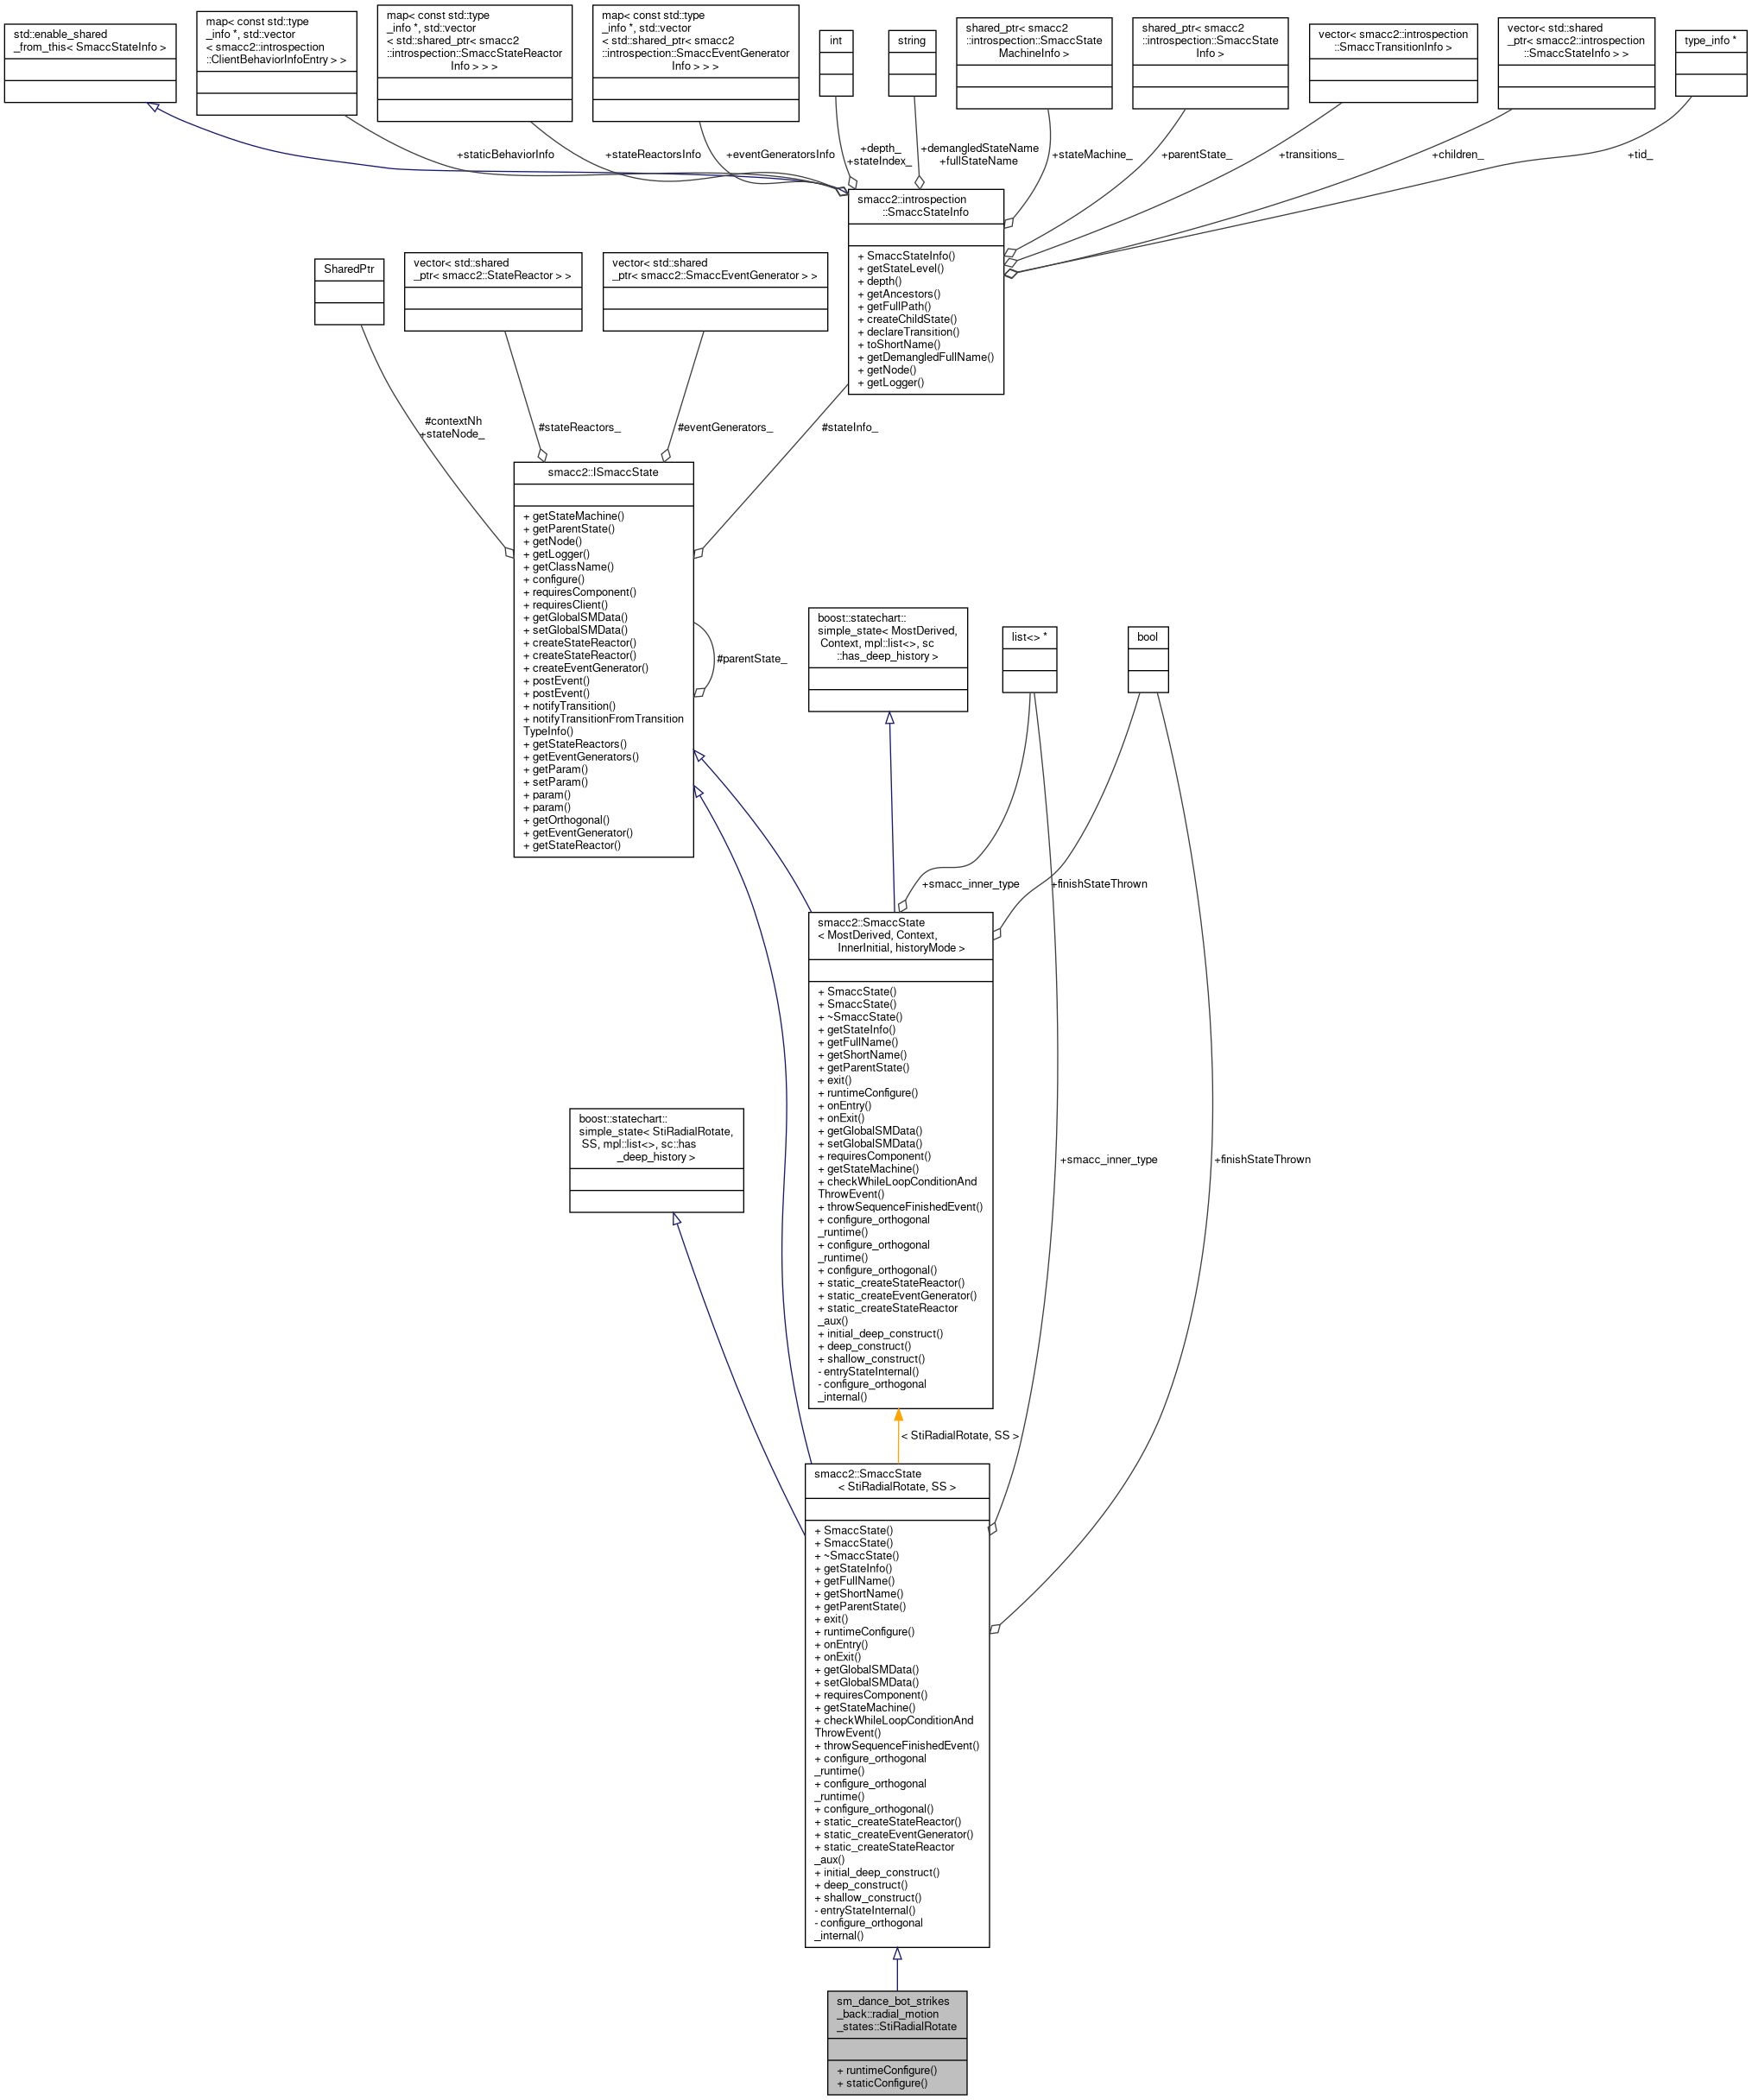 std::enable_shared
_from_this< SmaccStateInfo >
map< const std::type
_info *, std::vector
< smacc2::introspection
::ClientBehaviorInfoEntry > >
map< const std::type
_info *, std::vector
< std::shared_ptr< smacc2
::introspection::SmaccStateReactor
Info > > >
map< const std::type
_info *, std::vector
< std::shared_ptr< smacc2
::introspection::SmaccEventGenerator
Info > > >
int
string
shared_ptr< smacc2
::introspection::SmaccState
MachineInfo >
shared_ptr< smacc2
::introspection::SmaccState
Info >
vector< smacc2::introspection
::SmaccTransitionInfo >
vector< std::shared
_ptr< smacc2::introspection
::SmaccStateInfo > >
type_info *
+staticBehaviorInfo
+stateReactorsInfo
+eventGeneratorsInfo
+depth_
+stateIndex_
+demangledStateName
+fullStateName
+stateMachine_
+parentState_
+transitions_
+children_
+tid_
smacc2::introspection
::SmaccStateInfo
+ SmaccStateInfo()
+ getStateLevel()
+ depth()
+ getAncestors()
+ getFullPath()
+ createChildState()
+ declareTransition()
+ toShortName()
+ getDemangledFullName()
+ getNode()
+ getLogger()
SharedPtr
vector< std::shared
_ptr< smacc2::StateReactor > >
vector< std::shared
_ptr< smacc2::SmaccEventGenerator > >
#contextNh
+stateNode_
#stateReactors_
#eventGenerators_
#stateInfo_
smacc2::ISmaccState
+ getStateMachine()
+ getParentState()
+ getNode()
+ getLogger()
+ getClassName()
+ configure()
+ requiresComponent()
+ requiresClient()
+ getGlobalSMData()
+ setGlobalSMData()
+ createStateReactor()
+ createStateReactor()
+ createEventGenerator()
+ postEvent()
+ postEvent()
+ notifyTransition()
+ notifyTransitionFromTransition
TypeInfo()
+ getStateReactors()
+ getEventGenerators()
+ getParam()
+ setParam()
+ param()
+ param()
+ getOrthogonal()
+ getEventGenerator()
+ getStateReactor()
#parentState_
boost::statechart::
simple_state< MostDerived,
Context, mpl::list<>, sc
::has_deep_history >
list<> *
bool
+smacc_inner_type
+finishStateThrown
smacc2::SmaccState
< MostDerived, Context,
InnerInitial, historyMode >
+ SmaccState()
+ SmaccState()
+ ~SmaccState()
+ getStateInfo()
+ getFullName()
+ getShortName()
+ getParentState()
+ exit()
+ runtimeConfigure()
+ onEntry()
+ onExit()
+ getGlobalSMData()
+ setGlobalSMData()
+ requiresComponent()
+ getStateMachine()
+ checkWhileLoopConditionAnd
ThrowEvent()
+ throwSequenceFinishedEvent()
+ configure_orthogonal
_runtime()
+ configure_orthogonal
_runtime()
+ configure_orthogonal()
+ static_createStateReactor()
+ static_createEventGenerator()
+ static_createStateReactor
_aux()
+ initial_deep_construct()
+ deep_construct()
+ shallow_construct()
- entryStateInternal()
- configure_orthogonal
_internal()
boost::statechart::
simple_state< StiRadialRotate,
SS, mpl::list<>, sc::has
_deep_history >
+smacc_inner_type
+finishStateThrown
< StiRadialRotate, SS >
smacc2::SmaccState
< StiRadialRotate, SS >
+ SmaccState()
+ SmaccState()
+ ~SmaccState()
+ getStateInfo()
+ getFullName()
+ getShortName()
+ getParentState()
+ exit()
+ runtimeConfigure()
+ onEntry()
+ onExit()
+ getGlobalSMData()
+ setGlobalSMData()
+ requiresComponent()
+ getStateMachine()
+ checkWhileLoopConditionAnd
ThrowEvent()
+ throwSequenceFinishedEvent()
+ configure_orthogonal
_runtime()
+ configure_orthogonal
_runtime()
+ configure_orthogonal()
+ static_createStateReactor()
+ static_createEventGenerator()
+ static_createStateReactor
_aux()
+ initial_deep_construct()
+ deep_construct()
+ shallow_construct()
- entryStateInternal()
- configure_orthogonal
_internal()
sm_dance_bot_strikes
_back::radial_motion
_states::StiRadialRotate
+ runtimeConfigure()
+ staticConfigure()